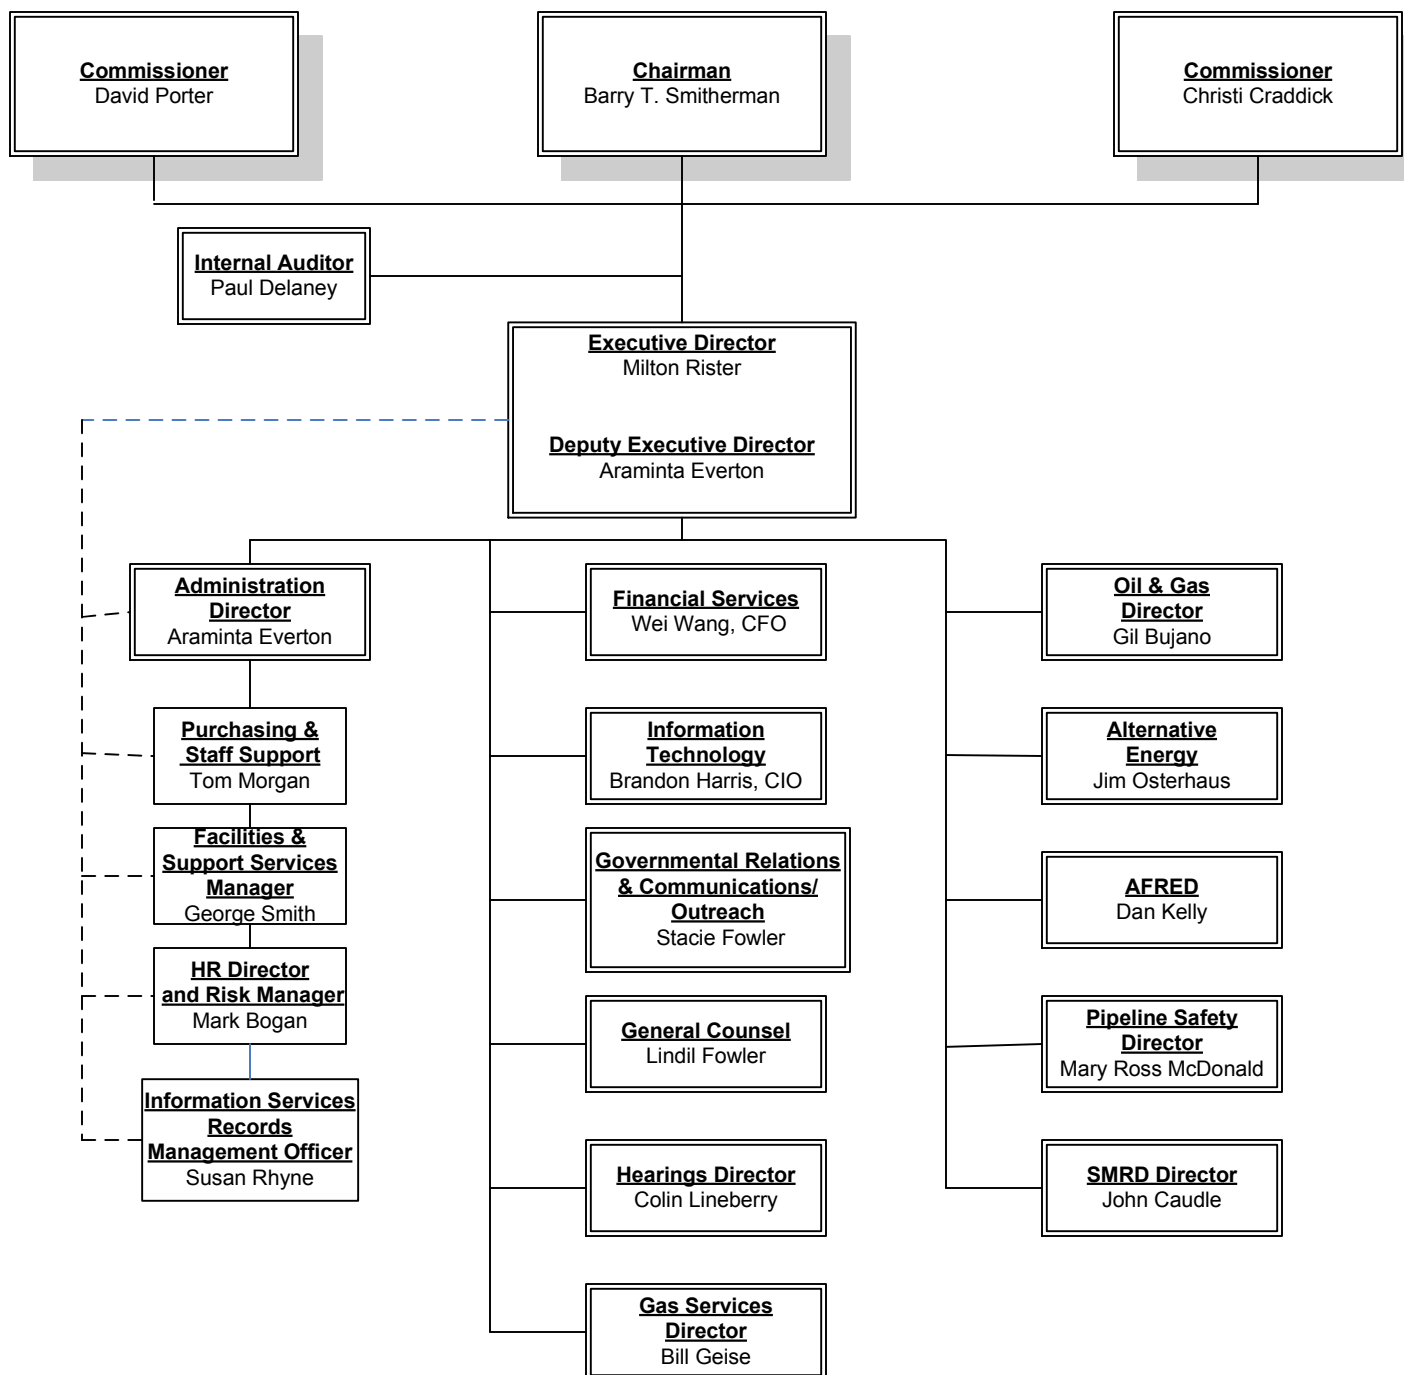 Commissioner
David Porter
Chairman
Barry T. Smitherman
Commissioner
Christi Craddick
Internal Auditor
Paul Delaney
Executive Director
Milton Rister
Deputy Executive Director
Araminta Everton
Administration
Director
Araminta Everton
Purchasing &
Staff Support
Tom Morgan
Facilities &
Support Services
Manager
George Smith
HR Director
and Risk Manager
Mark Bogan
Information Services
Records
Management Officer
Susan Rhyne
Financial Services
Wei Wang, CFO
Information
Technology
Brandon Harris, CIO
Governmental Relations
& Communications/
Outreach
Stacie Fowler
General Counsel
Lindil Fowler
Hearings Director
Colin Lineberry
Gas Services
Director
Bill Geise
Oil & Gas
Director
Gil Bujano
Alternative
Energy
Jim Osterhaus
AFRED
Dan Kelly
Pipeline Safety
Director
Mary Ross McDonald
SMRD Director
John Caudle